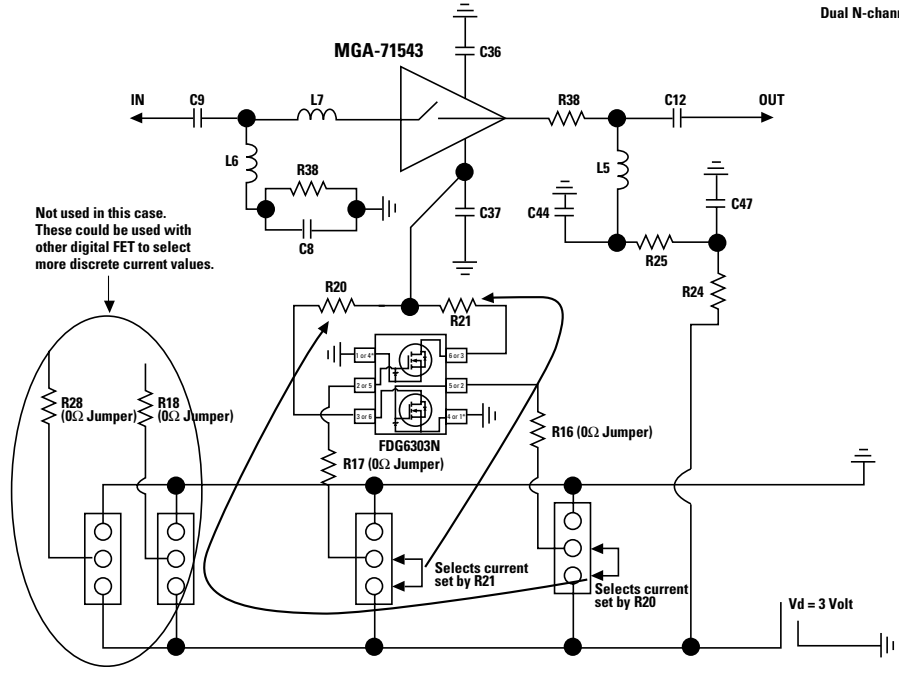 Dual N-chann
MGA-71543
C36
IN
C9
L7
R38
C12
OUT
L6
R38
C8
L5
C37
C44
C47
R25
R24
Not used in this case.
These could be used with
other digital FET to select
more discrete current values.
R20
R21
1 or 4*
6 or 3
2 or 5
5 or 2
3 or 6
4 or 1*
FDG6303N
R28
(0Ω Jumper)
R18
(0Ω Jumper)
R17 (0Ω Jumper)
R16 (0Ω Jumper)
Selects current
set by R21
Selects current
set by R20
Vd = 3 Volt